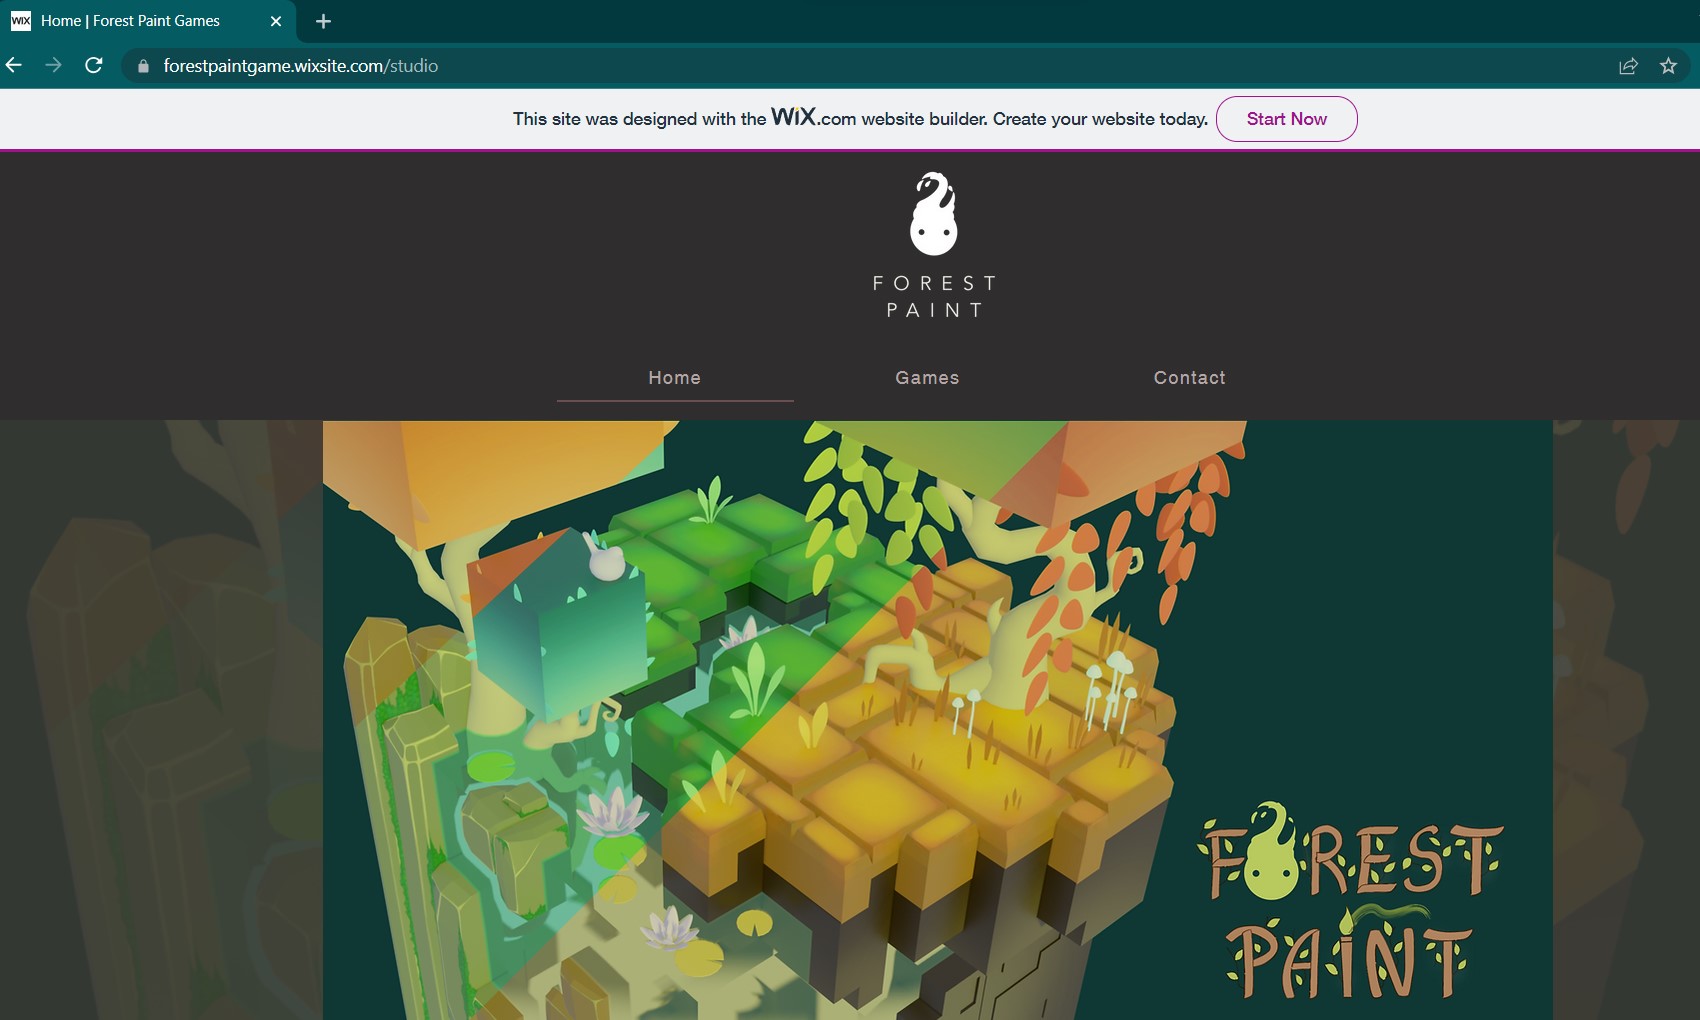 WIX Home | Forest Paint Games
forestpaintgame.wixsite.com/studio
This site was designed with the WiX.com website builder. Create your website today. Start Now
FOREST
PAINT
Home Games Contact
FOREST
PAINT